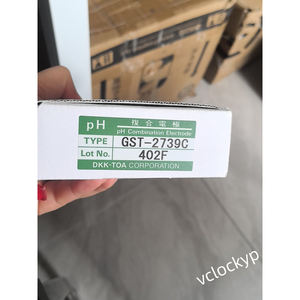 pH
複合電極
pH Combination Electrode
TYPE GST-2739C
Lot No. 402F
DKK-TOA CORPORATION
vclockyp